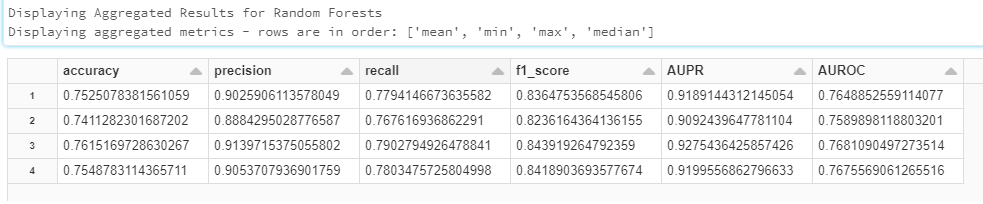 Displaying Aggregated Results for Random Forests
Displaying aggregated metrics - rows are in order: ['mean', 'min', 'max', 'median']
accuracy precision recall f1_score AUPR AUROC
1 0.7525078381561059 0.9025906113578049 0.7794146673635582 0.8364753568545806 0.9189144312145054 0.7648852559114077
2 0.7411282301687202 0.8884295028776587 0.767616936862291 0.8236164364136155 0.9092439647781104 0.7589898118803201
3 0.7615169728630267 0.9139715375055802 0.7902794926478841 0.843919264792359 0.9275436425857426 0.7681090497273514
4 0.7548783114365711 0.9053707936901759 0.7803475725804998 0.8418903693577674 0.9199556862796633 0.7675569061265516